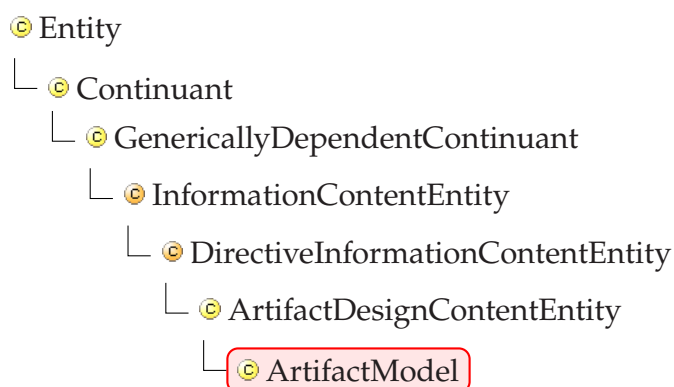 Entity
Continuant
GenericallyDependentContinuant
InformationContentEntity
DirectiveInformationContentEntity
ArtifactDesignContentEntity
ArtifactModel